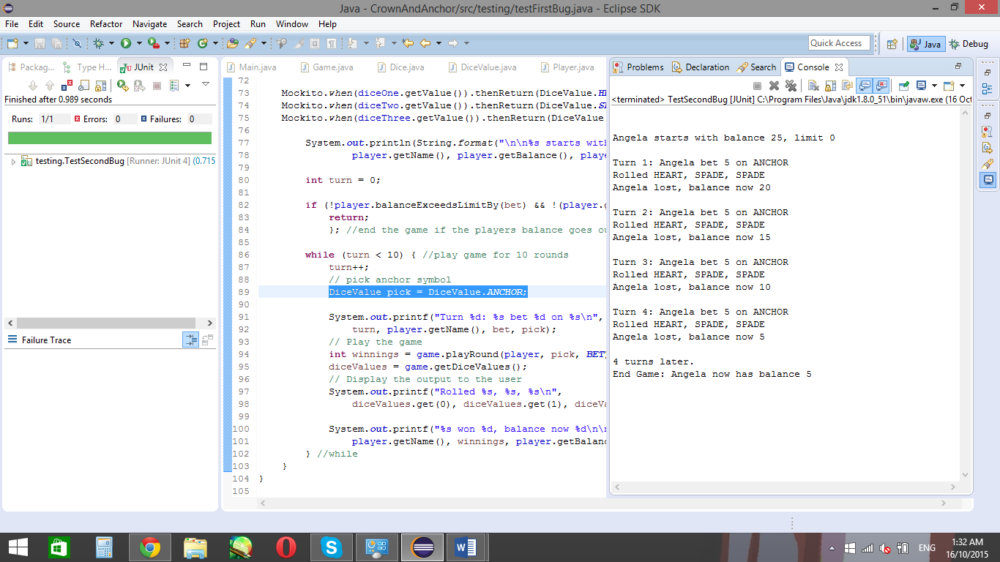 Java - CrownAndAnchor/src/testing/testFirstBug.java - Eclipse SDK
File Edit Source Refactor Navigate Search Project Run Window Help
Quick Access
Java
Debug
Packag...
Type H...
JUnit
Finished after 0.989 seconds
Runs: 1/1
Errors: 0
Failures: 0
testing.TestSecondBug [Runner: JUnit 4] (0.715
Failure Trace
Main.java
Game.java
Dice.java
DiceValue.java
Player.java
72
73 Mockito.when(diceOne.getValue()).thenReturn(DiceValue.HE
74 Mockito.when(diceTwo.getValue()).thenReturn(DiceValue.SP
75 Mockito.when(diceThree.getValue()).thenReturn(DiceValue
76
77 System.out.println(String.format("\n\n%s starts with
78 player.getName(), player.getBalance(), playe
79
80 int turn = 0;
81
82 if (!player.balanceExceedsLimitBy(bet) && !(player.g
83 return;
84 }; //end the game if the players balance goes ou
85
86 while (turn < 10) { //play game for 10 rounds
87 turn++;
88 // pick anchor symbol
89 DiceValue pick = DiceValue.ANCHOR;
90
91 System.out.printf("Turn %d: %s bet %d on %s\n",
92 turn, player.getName(), bet, pick);
93 // Play the game
94 int winnings = game.playRound(player, pick, BET)
95 diceValues = game.getDiceValues();
96 // Display the output to the user
97 System.out.printf("Rolled %s, %s, %s\n",
98 diceValues.get(0), diceValues.get(1), diceVa
99
100 System.out.printf("%s won %d, balance now %d\n\n
101 player.getName(), winnings, player.getBalanc
102 } //while
103 }
104 }
105
Problems
Declaration
Search
Console
<terminated> TestSecondBug [JUnit] C:\Program Files\Java\jdk1.8.0_51\bin\javaw.exe (16 Oct
Angela starts with balance 25, limit 0
Turn 1: Angela bet 5 on ANCHOR
Rolled HEART, SPADE, SPADE
Angela lost, balance now 20
Turn 2: Angela bet 5 on ANCHOR
Rolled HEART, SPADE, SPADE
Angela lost, balance now 15
Turn 3: Angela bet 5 on ANCHOR
Rolled HEART, SPADE, SPADE
Angela lost, balance now 10
Turn 4: Angela bet 5 on ANCHOR
Rolled HEART, SPADE, SPADE
Angela lost, balance now 5
4 turns later.
End Game: Angela now has balance 5
ENG
1:32 AM
16/10/2015